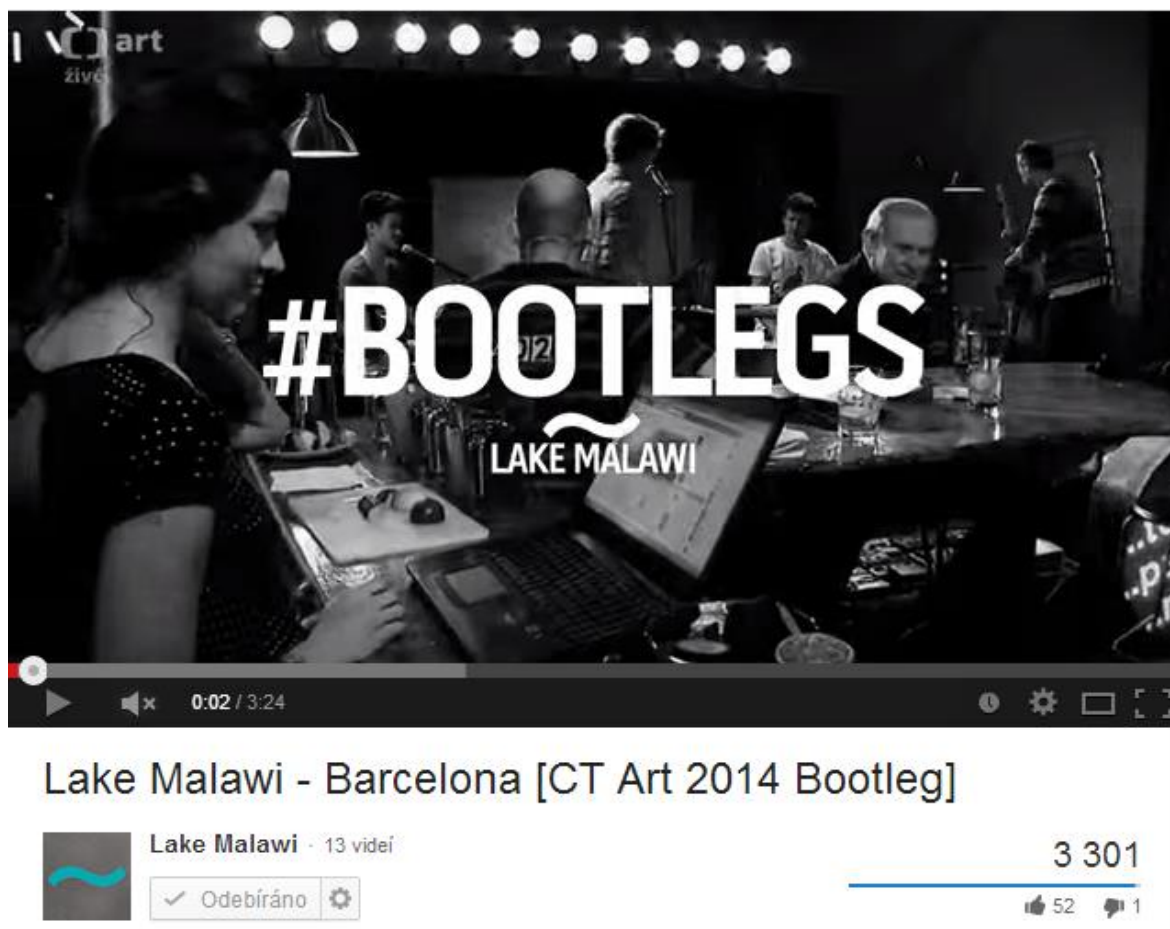 art
živě
#BOOTLEGS
LAKE MALAWI
0:02 / 3:24
Lake Malawi - Barcelona [CT Art 2014 Bootleg]
Lake Malawi · 13 videí
Odebíráno
3 301
52 1